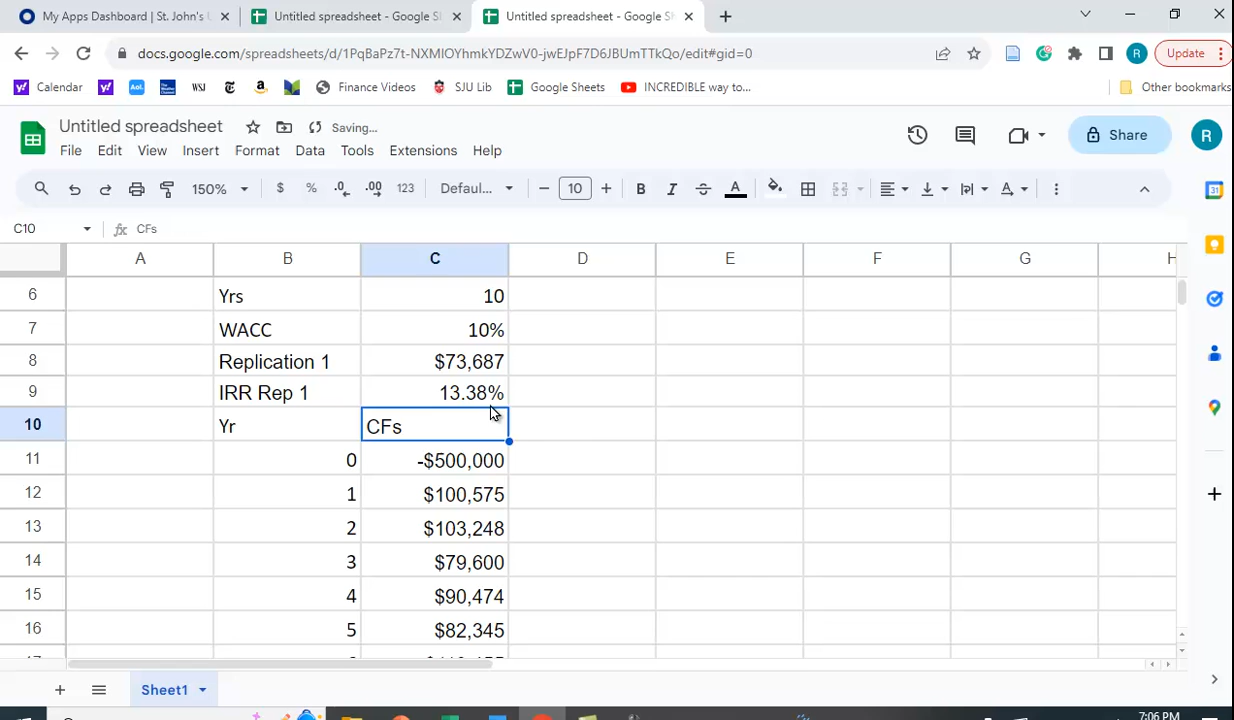 My Apps Dashboard | St. John's
Untitled spreadsheet - Google S
Untitled spreadsheet - Google S
docs.google.com/spreadsheets/d/1PqBaPz7t-NXMIOYhmkYDZwV0-jwEJpF7D6JBUmTTkQo/edit#gid=0
R
Update
Calendar
Aol.
WSJ
Finance Videos
SJU Lib
Google Sheets
INCREDIBLE way to...
Other bookmarks
Untitled spreadsheet
Saving...
Share
R
File Edit View Insert Format Data Tools Extensions Help
150% $ % .0 .00 123 Defaul... 10 B I S A
31
C10 fx CFs
A B C D E F G H
6 Yrs 10
7 WACC 10%
8 Replication 1 $73,687
9 IRR Rep 1 13.38%
10 Yr CFs
11 0 -$500,000
12 1 $100,575
13 2 $103,248
14 3 $79,600
15 4 $90,474
16 5 $82,345
Sheet1
7:06 PM